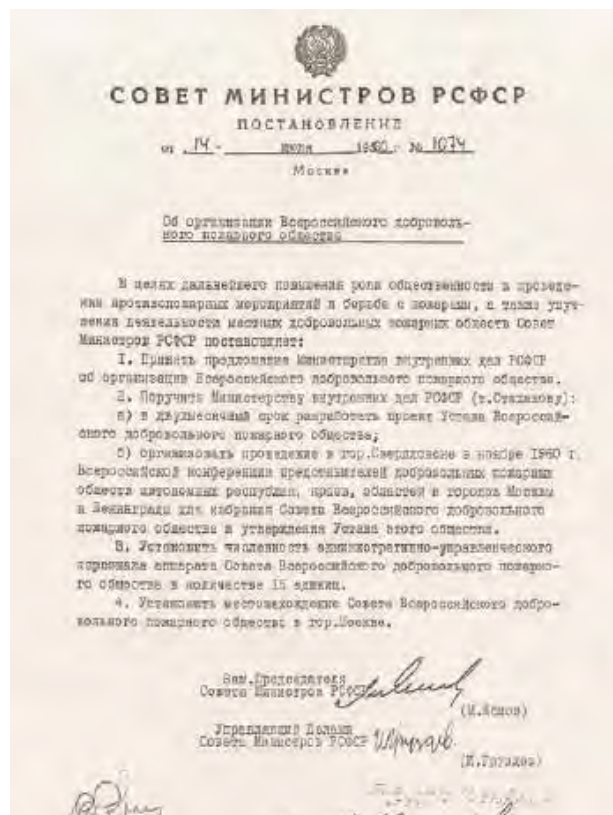 СОВЕТ МИНИСТРОВ РСФСР
ПОСТАНОВЛЕНИЕ
от 14 - июля 1960 г. № 1074
Москва
Об организации Всероссийского доброволь-
ного пожарного общества
В целях дальнейшего повышения роли общественности в проведе-
нии противопожарных мероприятий и борьбе с пожарами, а также улуч-
шения деятельности местных добровольных пожарных обществ Совет
Министров РСФСР постановляет:
1. Принять предложение Министерства внутренних дел РСФСР
об организации Всероссийского добровольного пожарного общества.
2. Поручить Министерству внутренних дел РСФСР (т.Стаханову):
а) в двухмесячный срок разработать проект Устава Всероссий-
ского добровольного пожарного общества;
б) организовать проведение в гор.Свердловске в ноябре 1960 г.
Всероссийской конференции представителей добровольных пожарных
обществ автономных республик, краев, областей и городов Москвы
и Ленинграда для избрания Совета Всероссийского добровольного
пожарного общества и утверждения Устава этого общества.
3. Установить численность административно-управленческого
персонала аппарата Совета Всероссийского добровольного пожарно-
го общества в количестве 15 единиц.
4. Установить местонахождение Совета Всероссийского добро-
вольного пожарного общества в гор.Москве.
Зам.Председателя
Совета Министров РСФСР
Управляющий Делами
Совета Министров РСФСР
(И.Груздев)